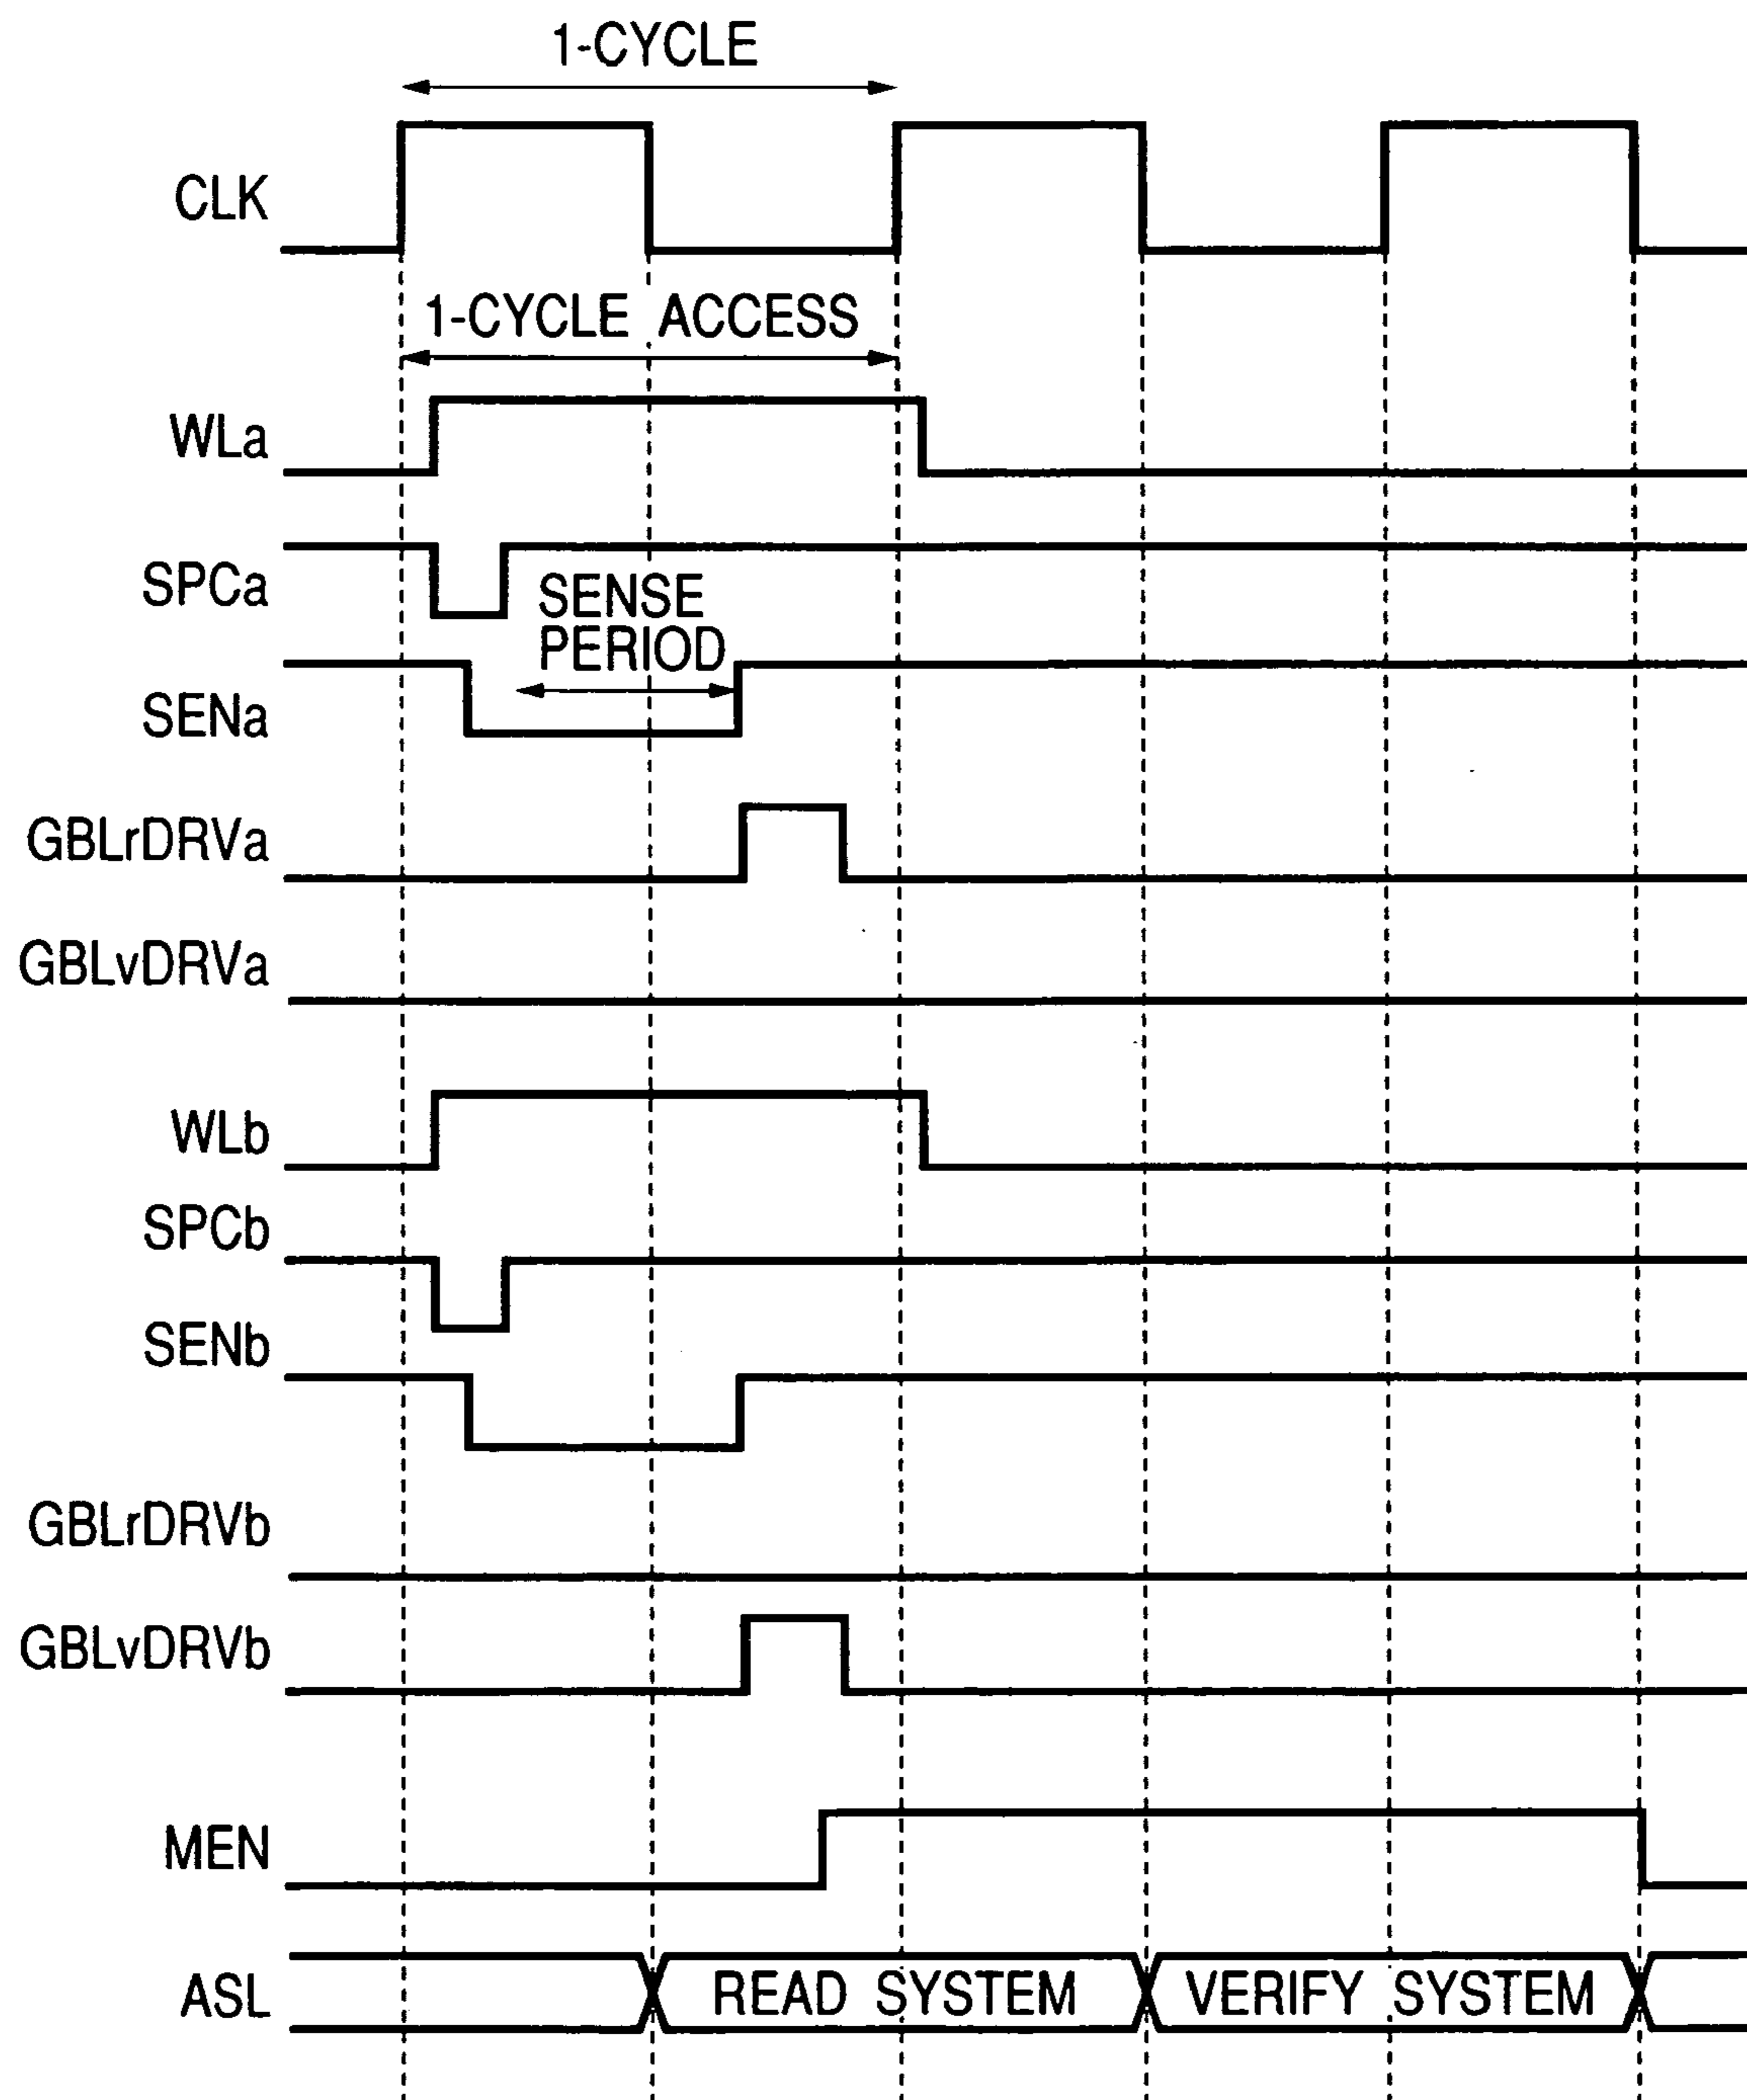 1-CYCLE
CLK
1-CYCLE ACCESS
WLa
SPCa
SENSE
PERIOD
SENa
GBLrDRVa
GBLvDRVa
WLb
SPCb
SENb
GBLrDRVb
GBLvDRVb
MEN
ASL READ SYSTEM VERIFY SYSTEM